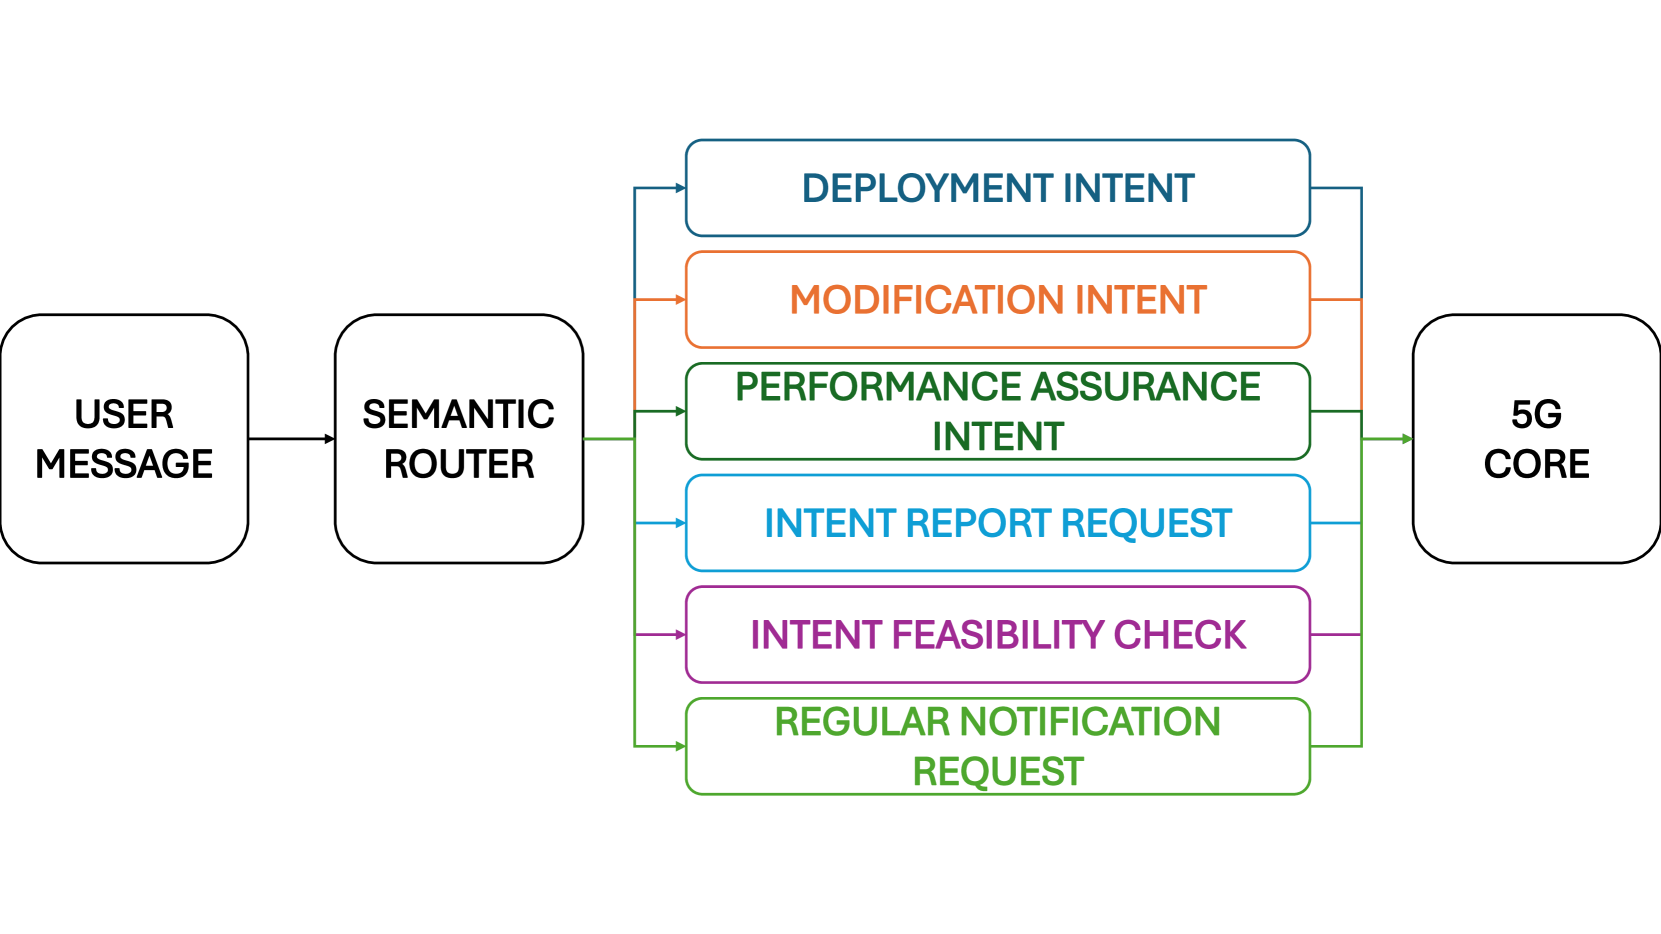 USER
MESSAGE
SEMANTIC
ROUTER
DEPLOYMENT INTENT
MODIFICATION INTENT
PERFORMANCE ASSURANCE
INTENT
INTENT REPORT REQUEST
INTENT FEASIBILITY CHECK
REGULAR NOTIFICATION
REQUEST
5G
CORE